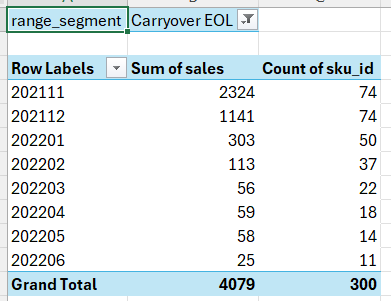 range_segment Carryover EOL
Row Labels Sum of sales Count of sku_id
202111 2324 74
202112 1141 74
202201 303 50
202202 113 37
202203 56 22
202204 59 18
202205 58 14
202206 25 11
Grand Total 4079 300